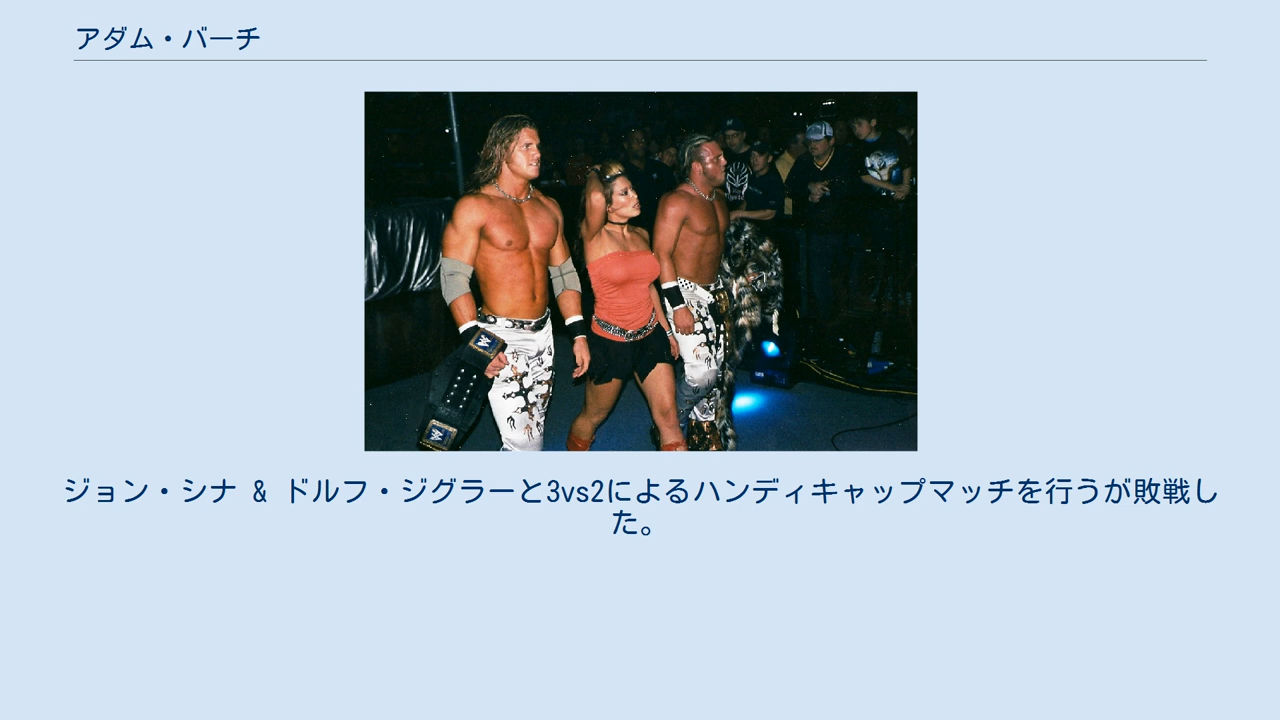 アダム・バーチ
ジョン・シナ & ドルフ・ジグラーと3vs2によるハンディキャップマッチを行うが敗戦し
た。